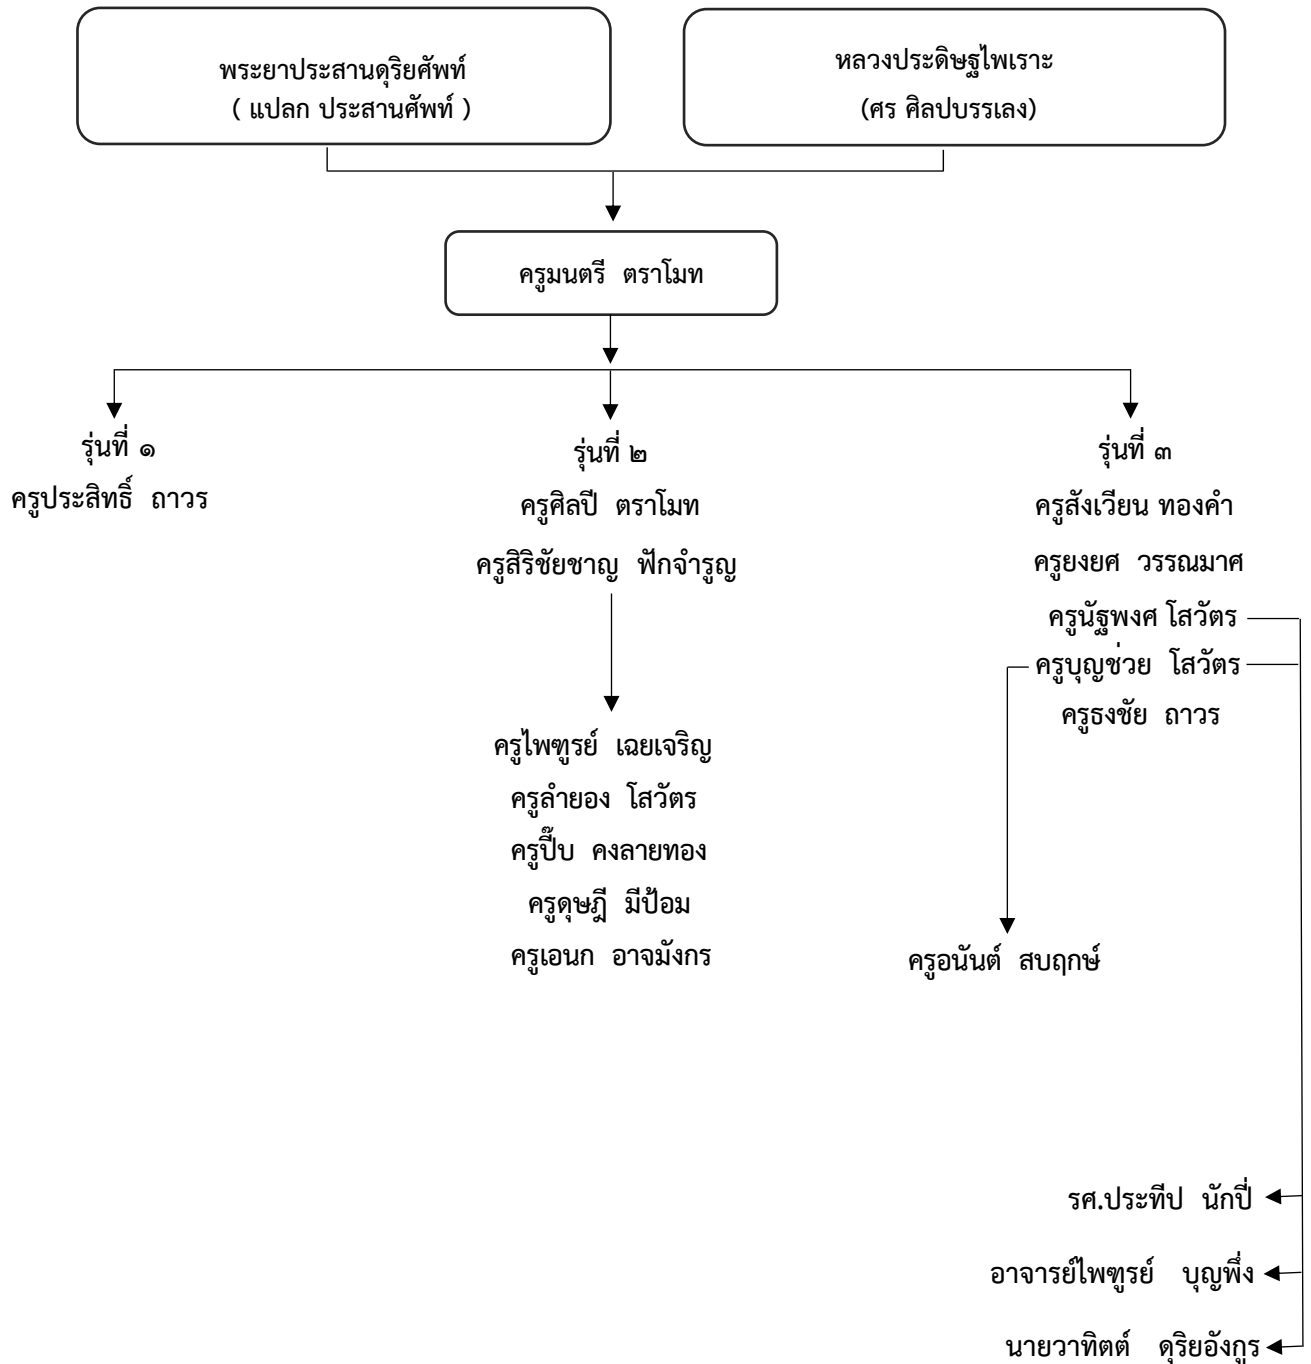 พระยาประสานดุริยศัพท์
( แปลก ประสานศัพท์ )
หลวงประดิษฐไพเราะ
(ศร ศิลปบรรเลง)
ครูมนตรี ตราโมท
รุ่นที่ ๑
ครูประสิทธิ์ ถาวร
รุ่นที่ ๒
ครูศิลปี ตราโมท
ครูสิริชัยชาญ ฟักจำรูญ
ครูไพฑูรย์ เฉยเจริญ
ครูลำยอง โสวัตร
ครูปี๊บ คงลายทอง
ครูดุษฎี มีป้อม
ครูเอนก อาจมังกร
รุ่นที่ ๓
ครูสังเวียน ทองคำ
ครูยงยศ วรรณมาศ
ครูนัฐพงศ โสวัตร
ครูบุญช่วย โสวัตร
ครูธงชัย ถาวร
ครูอนันต์ สบฤกษ์
รศ.ประทีป นักปี่
อาจารย์ไพฑูรย์ บุญพึ่ง
นายวาทิตต์ ดุริยอังกูร